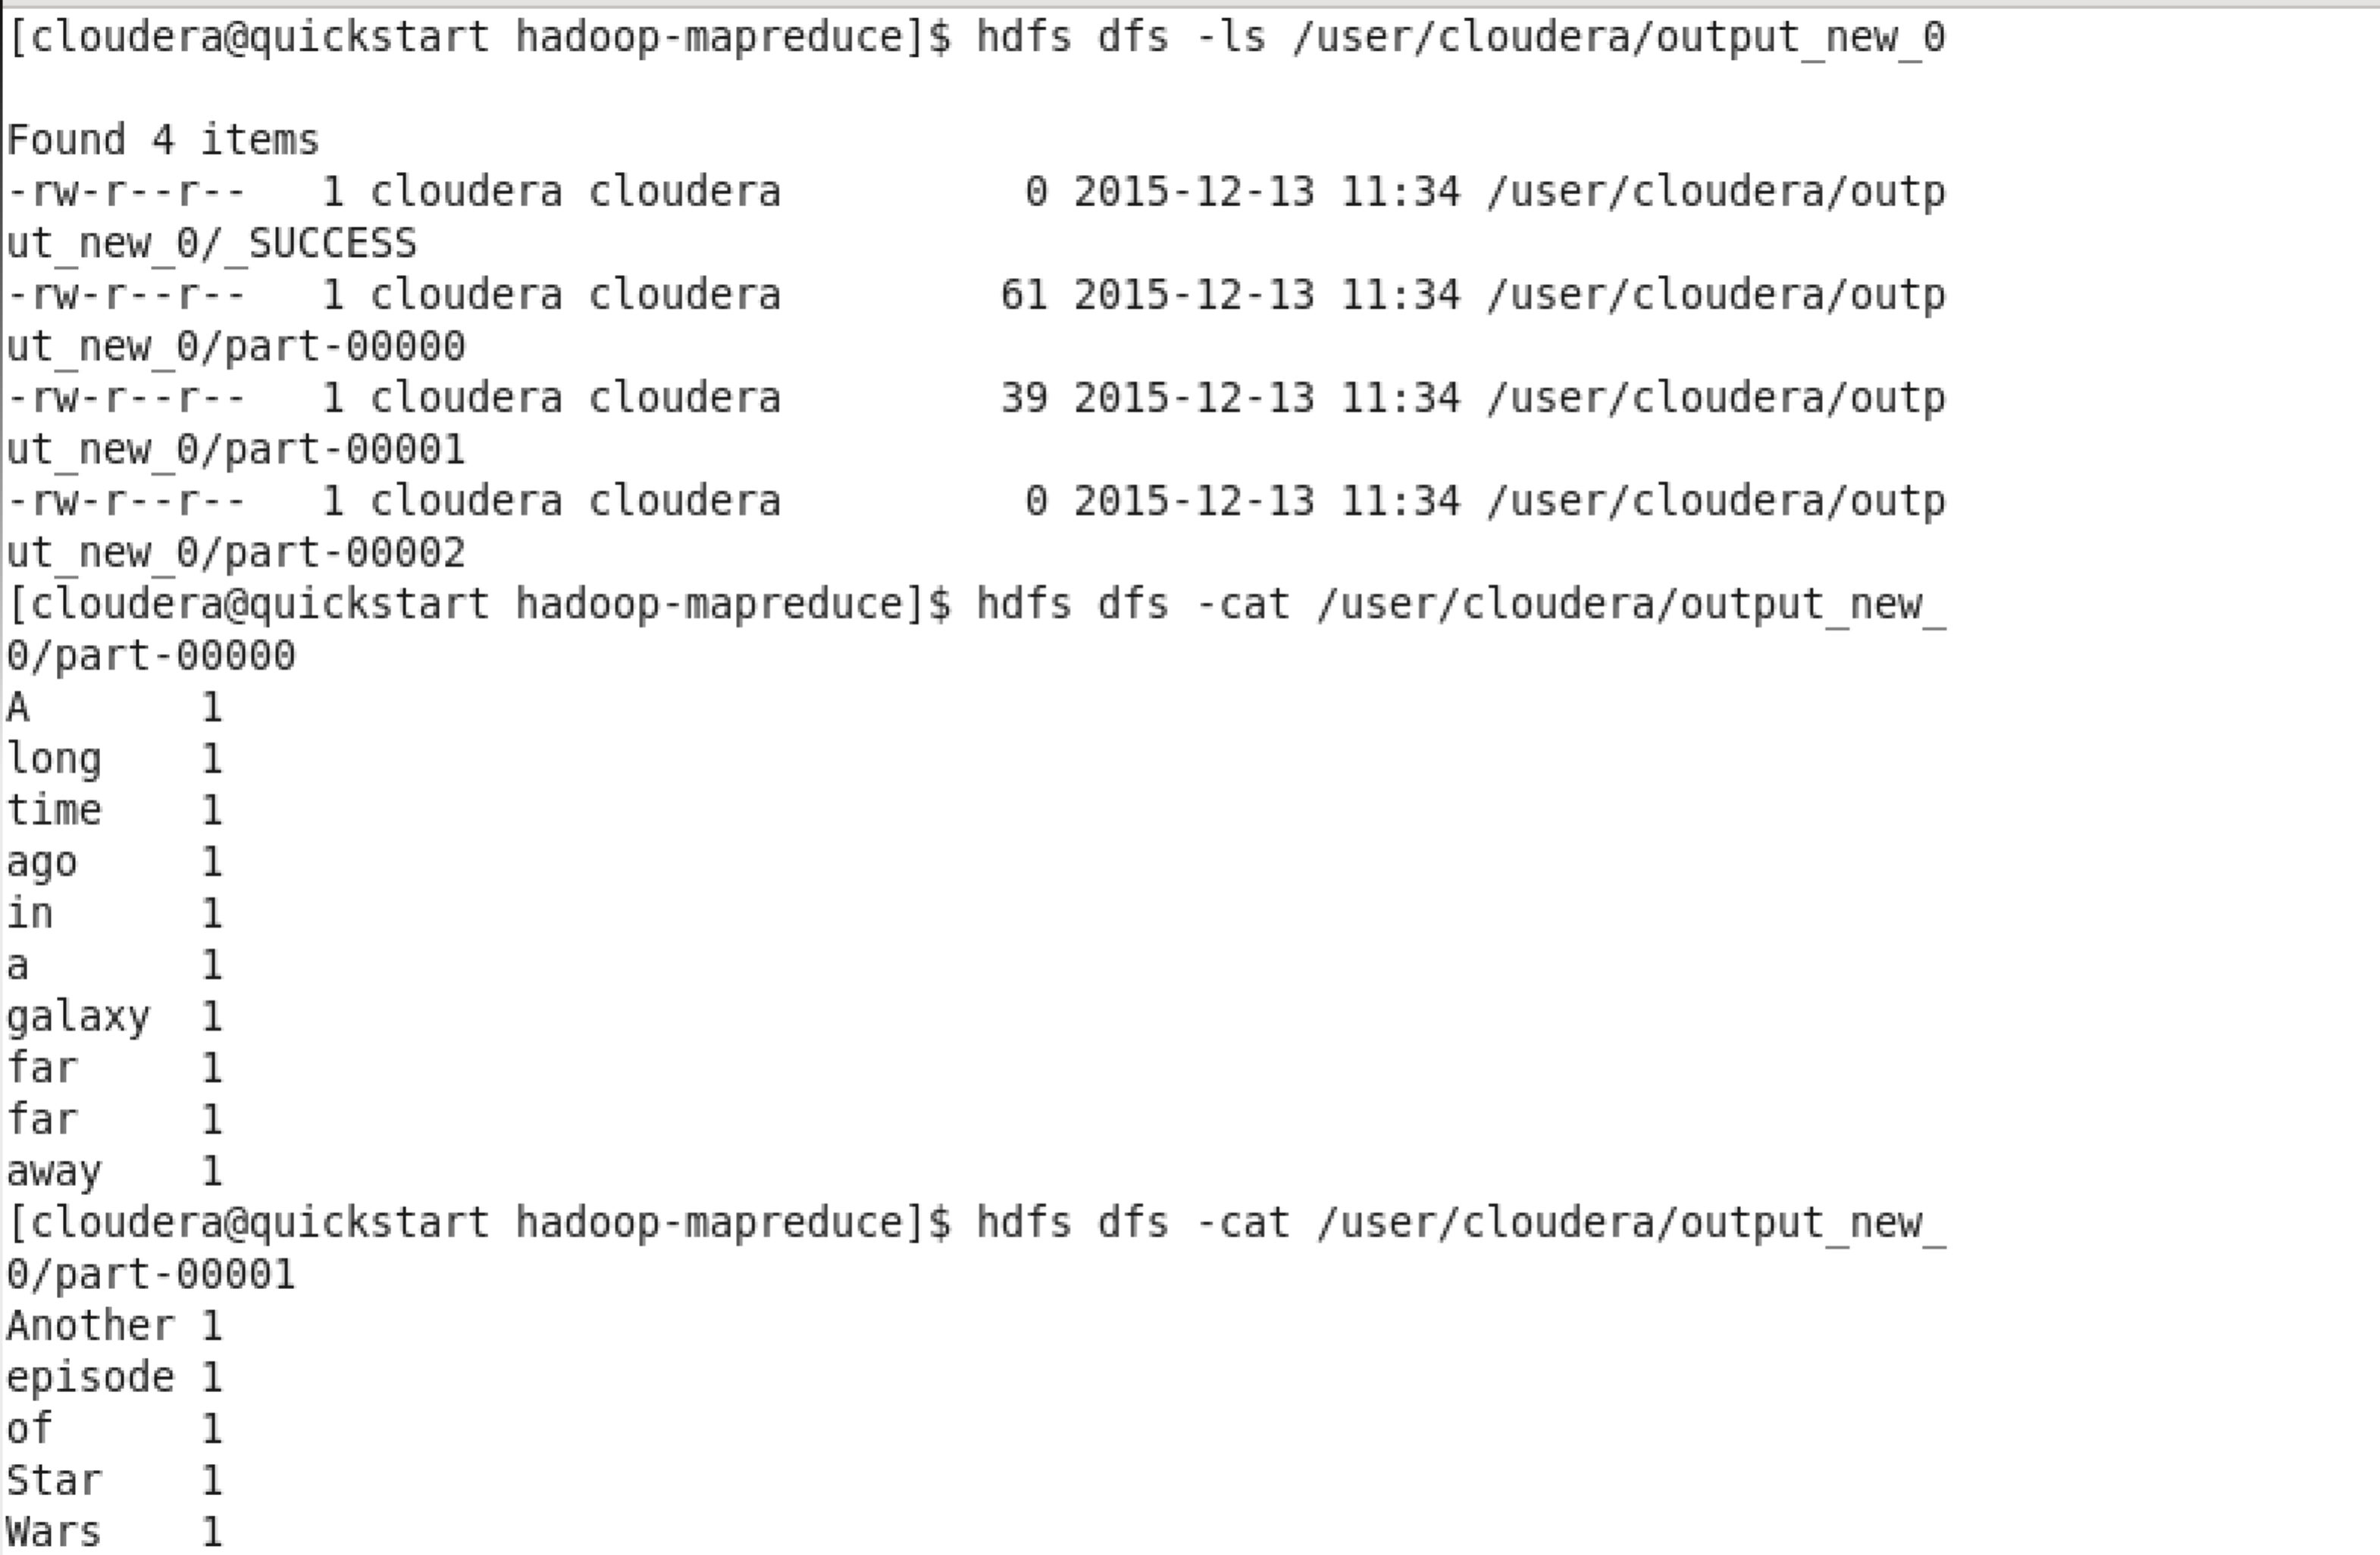 [cloudera@quickstart hadoop-mapreduce]$ hdfs dfs -ls /user/cloudera/output_new_0
Found 4 items
-rw-r--r--   1 cloudera cloudera          0 2015-12-13 11:34 /user/cloudera/outp
ut_new_0/_SUCCESS
-rw-r--r--   1 cloudera cloudera         61 2015-12-13 11:34 /user/cloudera/outp
ut_new_0/part-00000
-rw-r--r--   1 cloudera cloudera         39 2015-12-13 11:34 /user/cloudera/outp
ut_new_0/part-00001
-rw-r--r--   1 cloudera cloudera          0 2015-12-13 11:34 /user/cloudera/outp
ut_new_0/part-00002
[cloudera@quickstart hadoop-mapreduce]$ hdfs dfs -cat /user/cloudera/output_new_
0/part-00000
A       1
long    1
time    1
ago     1
in      1
a       1
galaxy  1
far     1
far     1
away    1
[cloudera@quickstart hadoop-mapreduce]$ hdfs dfs -cat /user/cloudera/output_new_
0/part-00001
Another 1
episode 1
of      1
Star    1
Wars    1